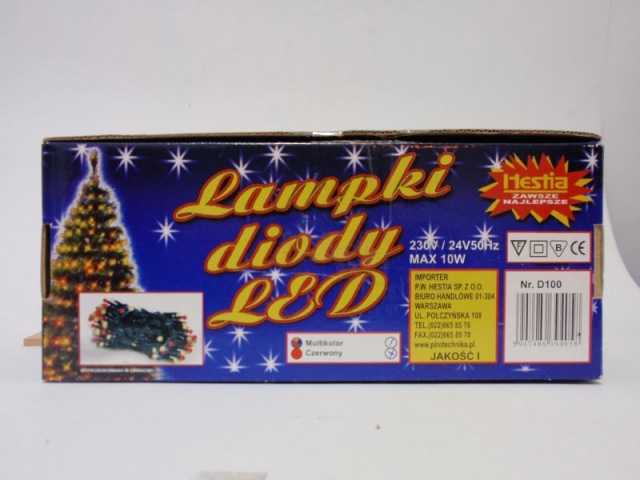 Lampki
diody
LED
Hestia
ZAWSZE
NAJLEPSZE
230V / 24V50Hz
MAX 10W
IMPORTER
P.W. HESTIA SP. Z O.O.
BIURO HANDLOWE 01-304
WARSZAWA
UL. POŁCZYŃSKA 108
TEL.(022)665 85 76
FAX.(022)665 85 78
www.pirotechnika.pl
JAKOŚĆ I
Multikolor
Czerwony
F B CE
Nr. D100